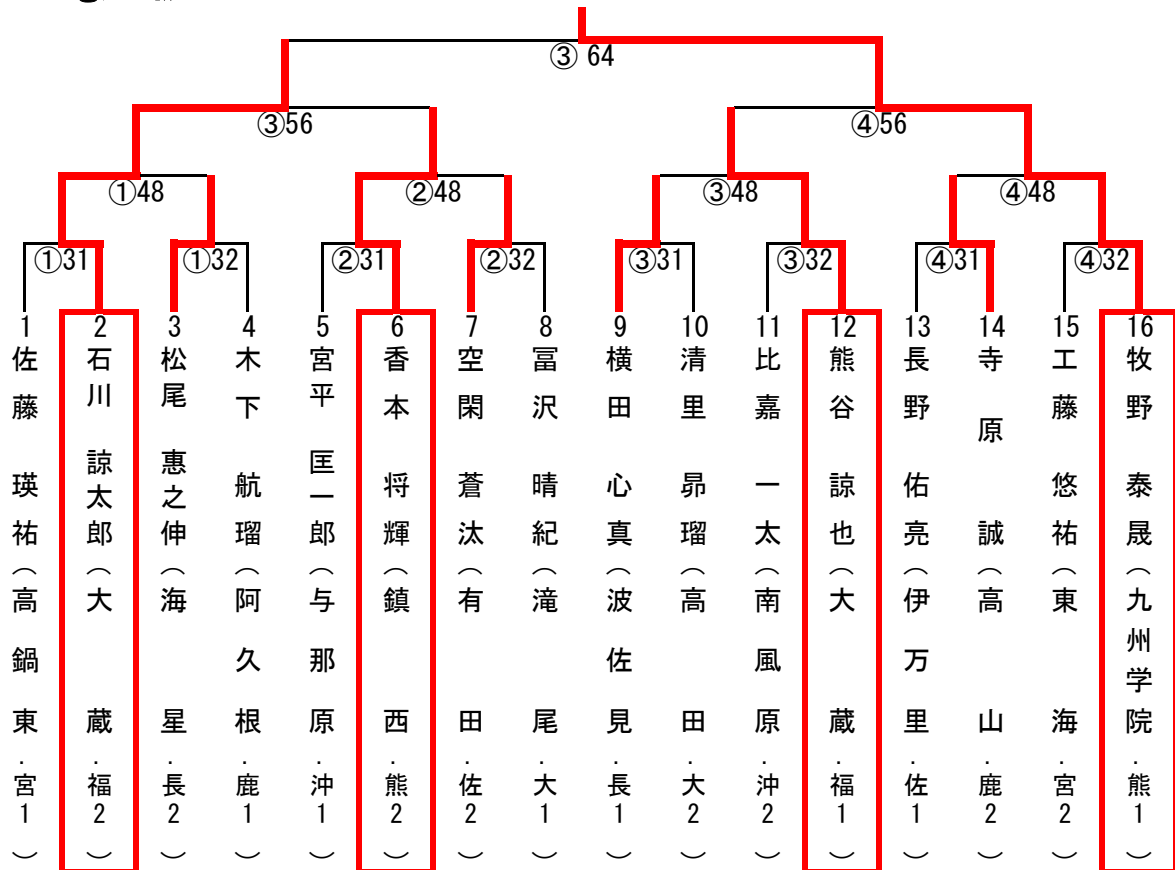 ③ 64
③56
④56
①48
②48
③48
④48
①31
①32
②31
②32
③31
③32
④31
④32
1 佐藤 瑛祐（高鍋東．宮1）
2 石川 諒太郎（大蔵．福2）
3 松尾 惠之伸（海星．長2）
4 木下 航瑠（阿久根．鹿1）
5 宮平 匡一郎（与那原．沖1）
6 香本 将輝（鎮西．熊2）
7 空閑 蒼汰（有田．佐2）
8 冨沢 晴紀（滝尾．大1）
9 横田 心真（波佐見．長1）
10 清里 昴瑠（高田．大2）
11 比嘉 一太（南風原．沖2）
12 熊谷 諒也（大蔵．福1）
13 長野 佑亮（伊万里．佐1）
14 寺原 誠（高山．鹿2）
15 工藤 悠祐（東海．宮2）
16 牧野 泰晟（九州学院．熊1）